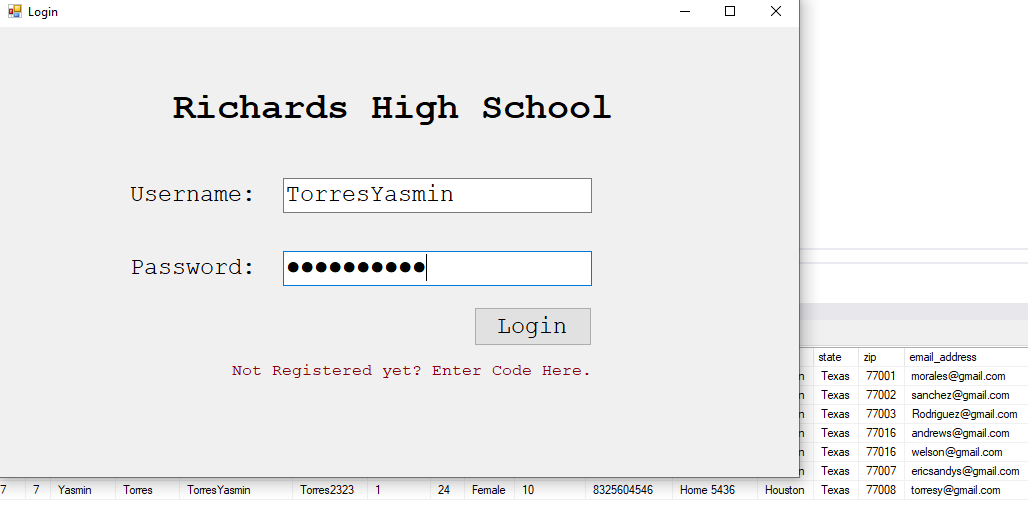 Login
Richards High School
Username: TorresYasmin
Password: ●●●●●●●●●●
Login
Not Registered yet? Enter Code Here.
state zip email_address
n Texas 77001 morales@gmail.com
n Texas 77002 sanchez@gmail.com
n Texas 77003 Rodriguez@gmail.com
n Texas 77016 andrews@gmail.com
n Texas 77016 welson@gmail.com
n Texas 77007 ericsandys@gmail.com
7 7 Yasmin Torres TorresYasmin Torres2323 1 24 Female 10 8325604546 Home 5436 Houston Texas 77008 torresy@gmail.com